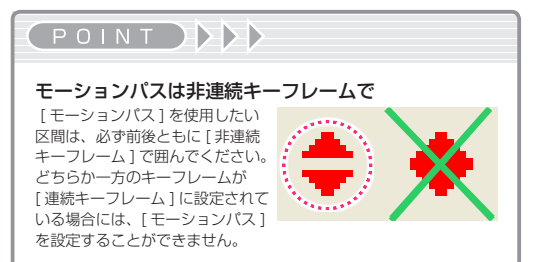 POINT
モーションパスは非連続キーフレームで
[モーションパス]を使用したい
区間は、必ず前後ともに[非連続
キーフレーム]で囲んでください。
どちらか一方のキーフレームが
[連続キーフレーム]に設定されて
いる場合には、[モーションパス]
を設定することができません。